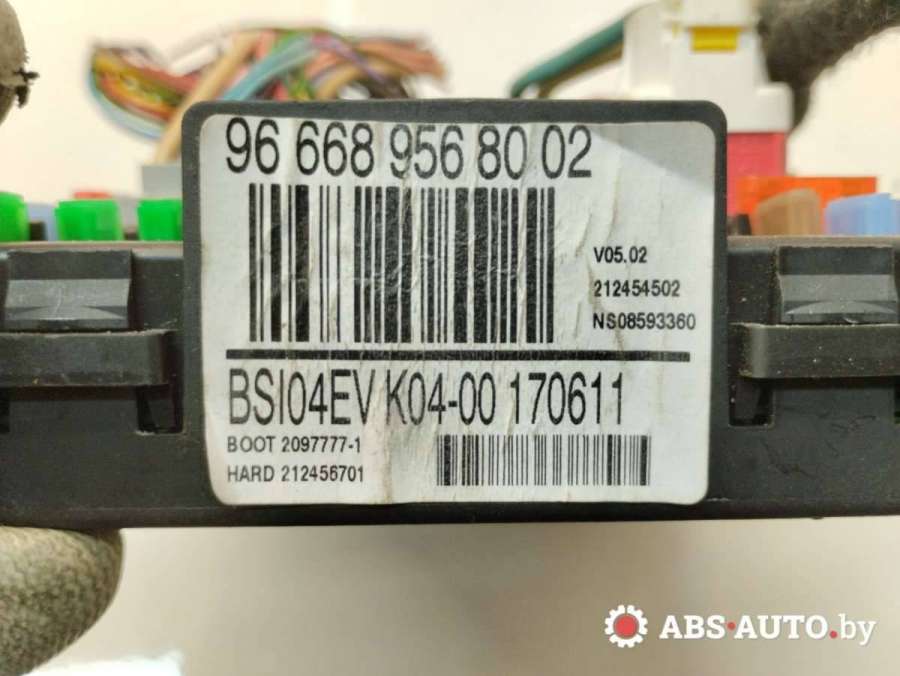 96 668 956 80 02
V05.02
212454502
NS08593360
BSI04EV K04-00 170611
BOOT 2097777-1
HARD 212456701
ABS·AUTO.by